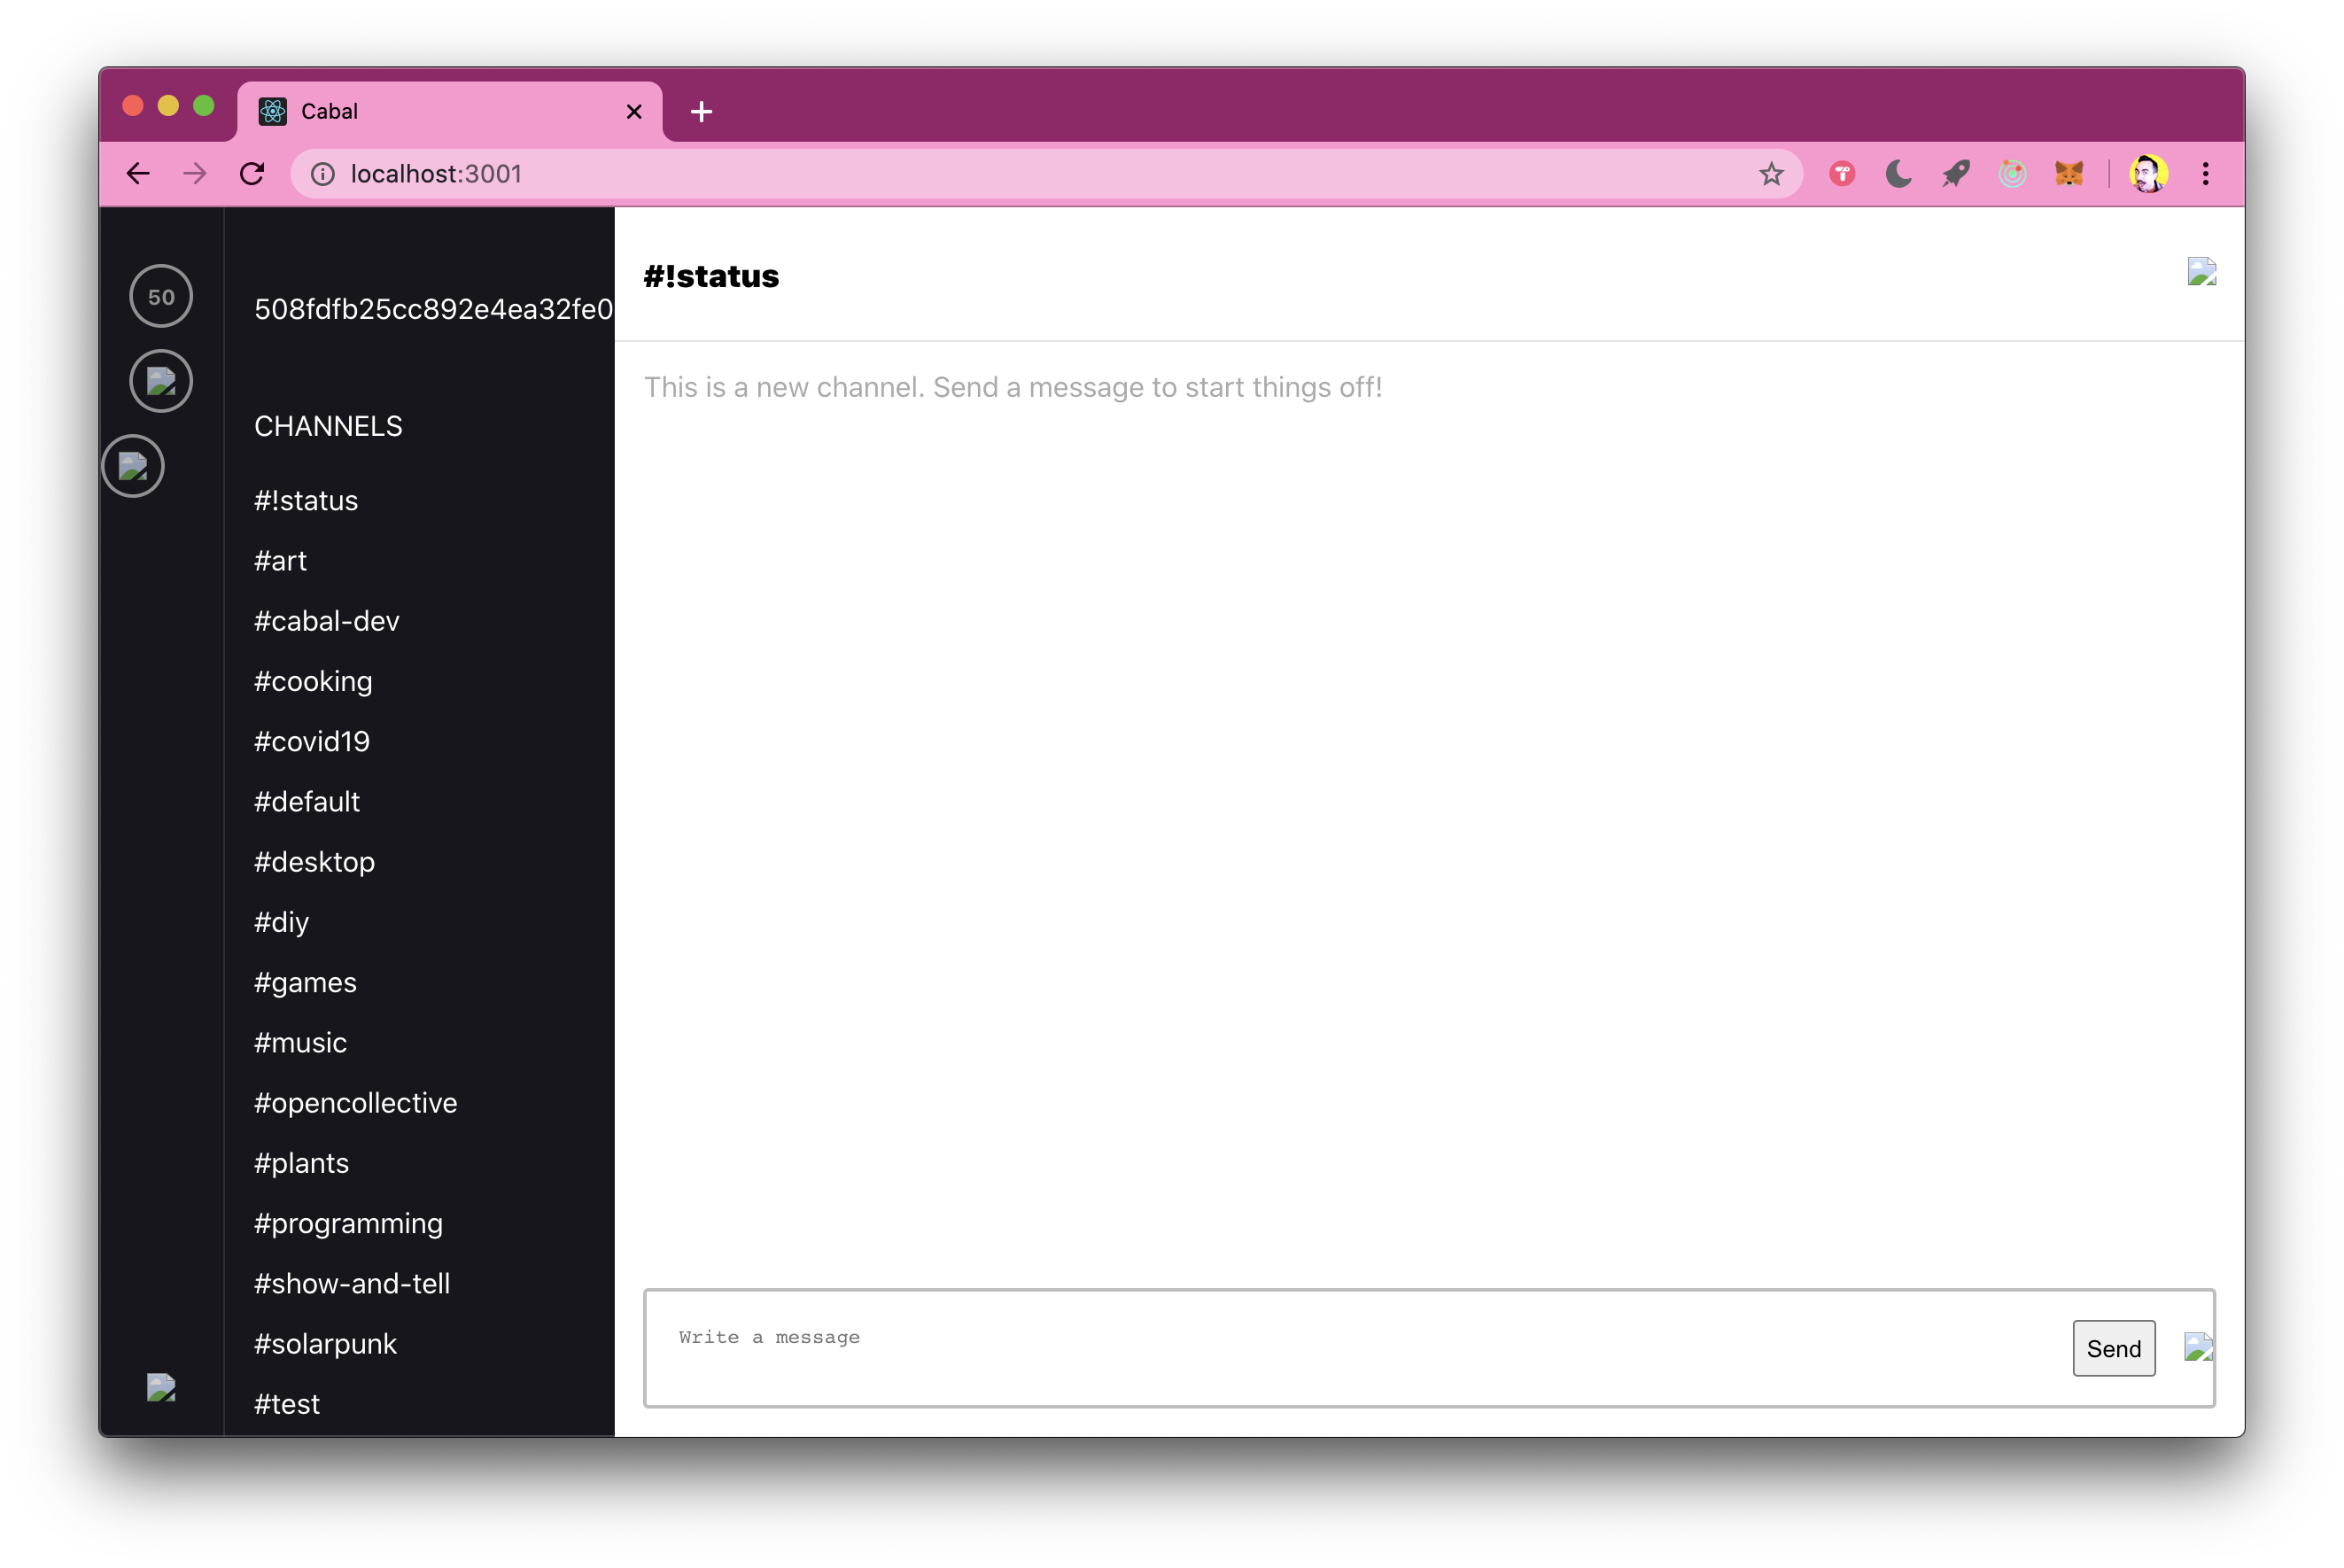 Cabal
localhost:3001
50
508fdfb25cc892e4ea32fe0
CHANNELS
#!status
#art
#cabal-dev
#cooking
#covid19
#default
#desktop
#diy
#games
#music
#opencollective
#plants
#programming
#show-and-tell
#solarpunk
#test
#!status
This is a new channel. Send a message to start things off!
Write a message
Send